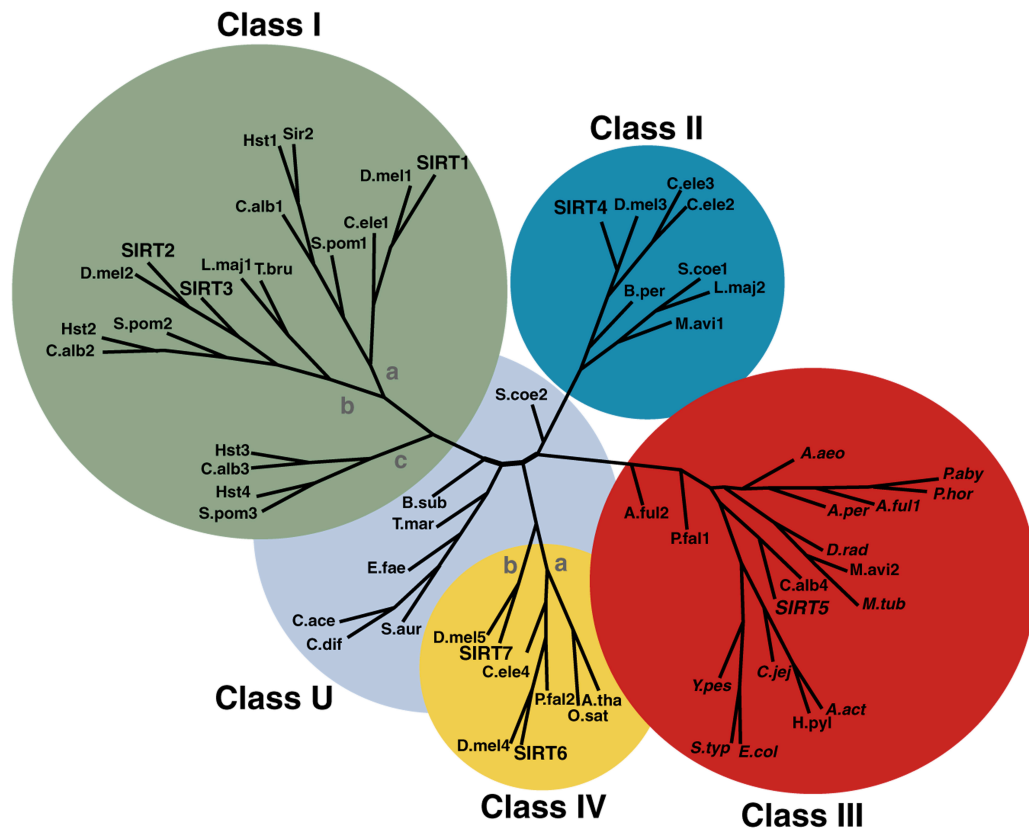 Class I
Class II
Hst1
Sir2
D.mel1
SIRT1
C.alb1
C.ele1
S.pom1
SIRT2
D.mel2
L.maj1
T.bru
SIRT3
Hst2
S.pom2
C.alb2
a
b
c
Hst3
C.alb3
Hst4
S.pom3
C.ele3
C.ele2
SIRT4
D.mel3
S.coe1
L.maj2
B.per
M.avi1
S.coe2
B.sub
T.mar
E.fae
C.ace
C.dif
S.aur
Class U
b
a
D.mel5
SIRT7
C.ele4
P.fal2
A.tha
O.sat
D.mel4
SIRT6
Class IV
A.ful2
P.fal1
A.aeo
P.aby
P.hor
A.ful1
A.per
D.rad
M.avi2
C.alb4
SIRT5
M.tub
Y.pes
C.jej
A.act
H.pyl
S.typ
E.col
Class III